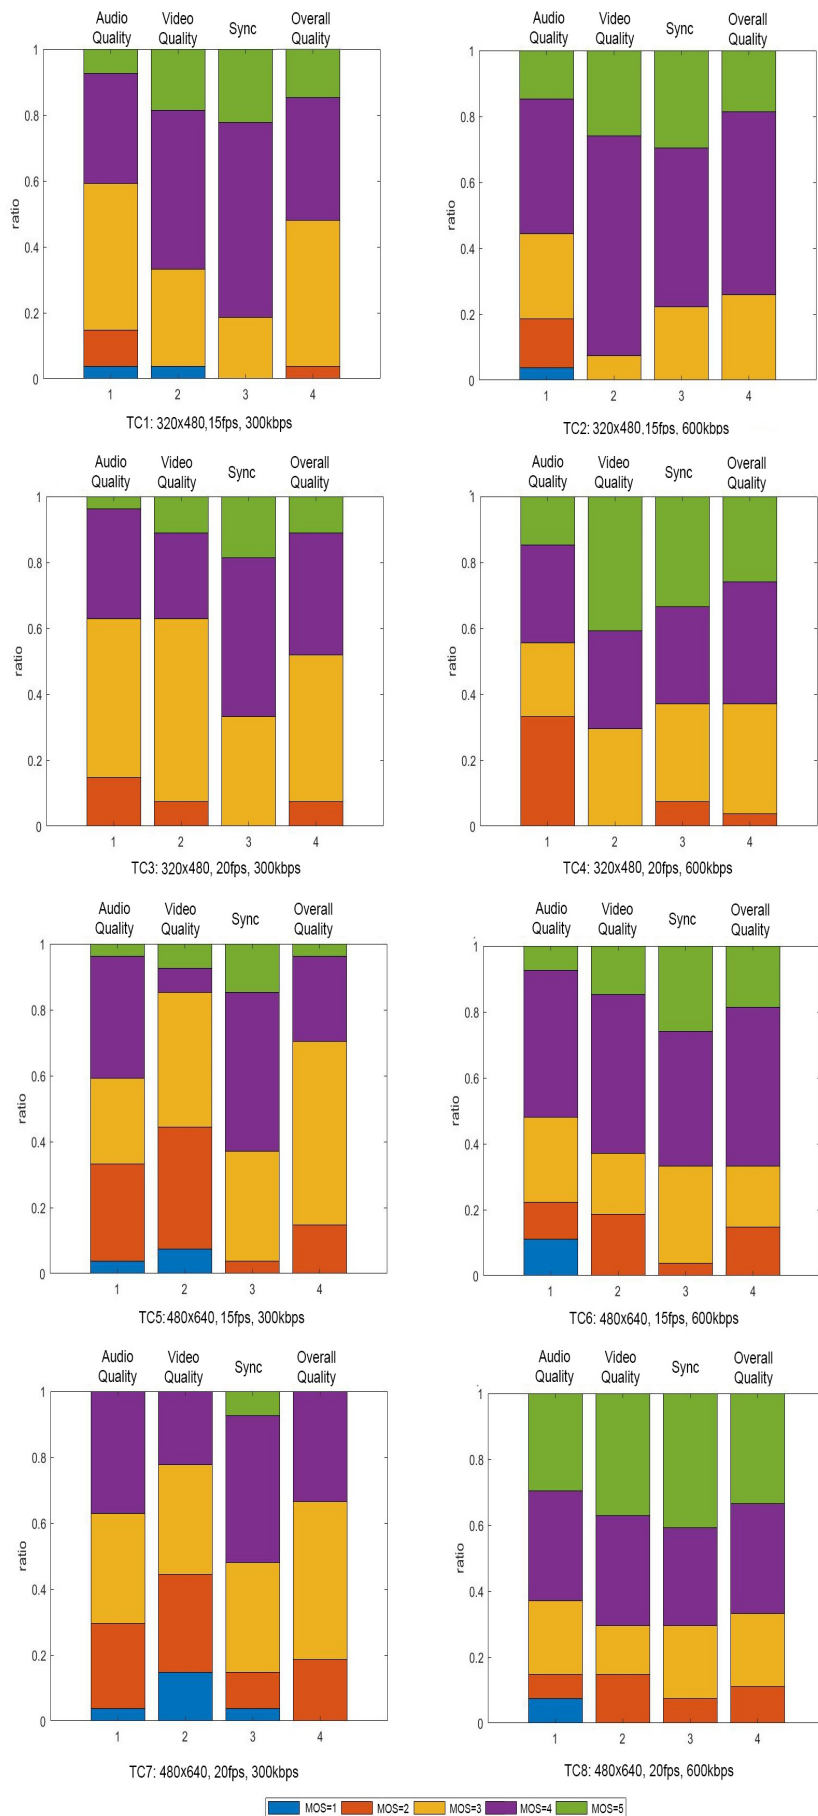 Audio Quality
Video Quality
Sync
Overall Quality
ratio
1
0.8
0.6
0.4
0.2
0
1 2 3 4
TC1: 320x480,15fps, 300kbps
Audio Quality
Video Quality
Sync
Overall Quality
ratio
1
0.8
0.6
0.4
0.2
0
1 2 3 4
TC2: 320x480,15fps, 600kbps
Audio Quality
Video Quality
Sync
Overall Quality
ratio
1
0.8
0.6
0.4
0.2
0
1 2 3 4
TC3: 320x480, 20fps, 300kbps
Audio Quality
Video Quality
Sync
Overall Quality
ratio
1
0.8
0.6
0.4
0.2
0
1 2 3 4
TC4: 320x480, 20fps, 600kbps
Audio Quality
Video Quality
Sync
Overall Quality
ratio
1
0.8
0.6
0.4
0.2
0
1 2 3 4
TC5: 480x640, 15fps, 300kbps
Audio Quality
Video Quality
Sync
Overall Quality
ratio
1
0.8
0.6
0.4
0.2
0
1 2 3 4
TC6: 480x640, 15fps, 600kbps
Audio Quality
Video Quality
Sync
Overall Quality
ratio
1
0.8
0.6
0.4
0.2
0
1 2 3 4
TC7: 480x640, 20fps, 300kbps
Audio Quality
Video Quality
Sync
Overall Quality
ratio
1
0.8
0.6
0.4
0.2
0
1 2 3 4
TC8: 480x640, 20fps, 600kbps
MOS=1 MOS=2 MOS=3 MOS=4 MOS=5